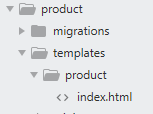 product
migrations
templates
product
index.html